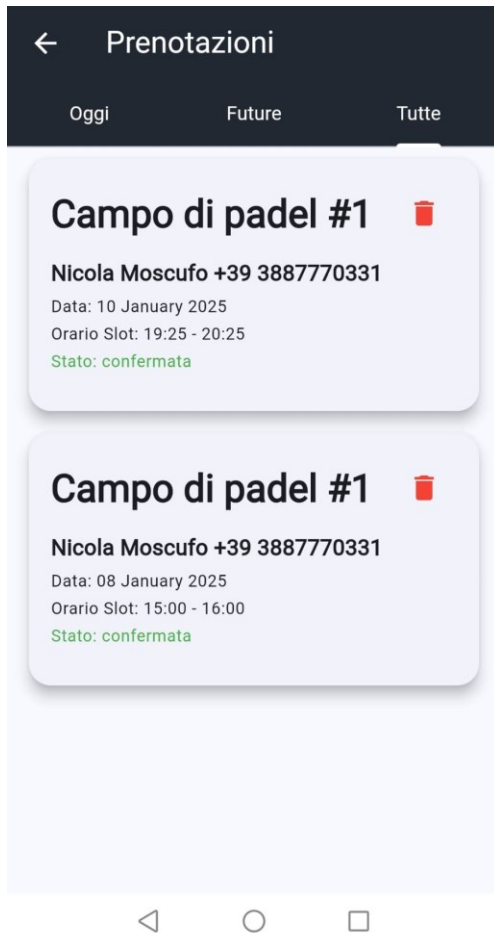 Prenotazioni
Oggi Future Tutte
Campo di padel #1
Nicola Moscufo +39 3887770331
Data: 10 January 2025
Orario Slot: 19:25 - 20:25
Stato: confermata
Campo di padel #1
Nicola Moscufo +39 3887770331
Data: 08 January 2025
Orario Slot: 15:00 - 16:00
Stato: confermata